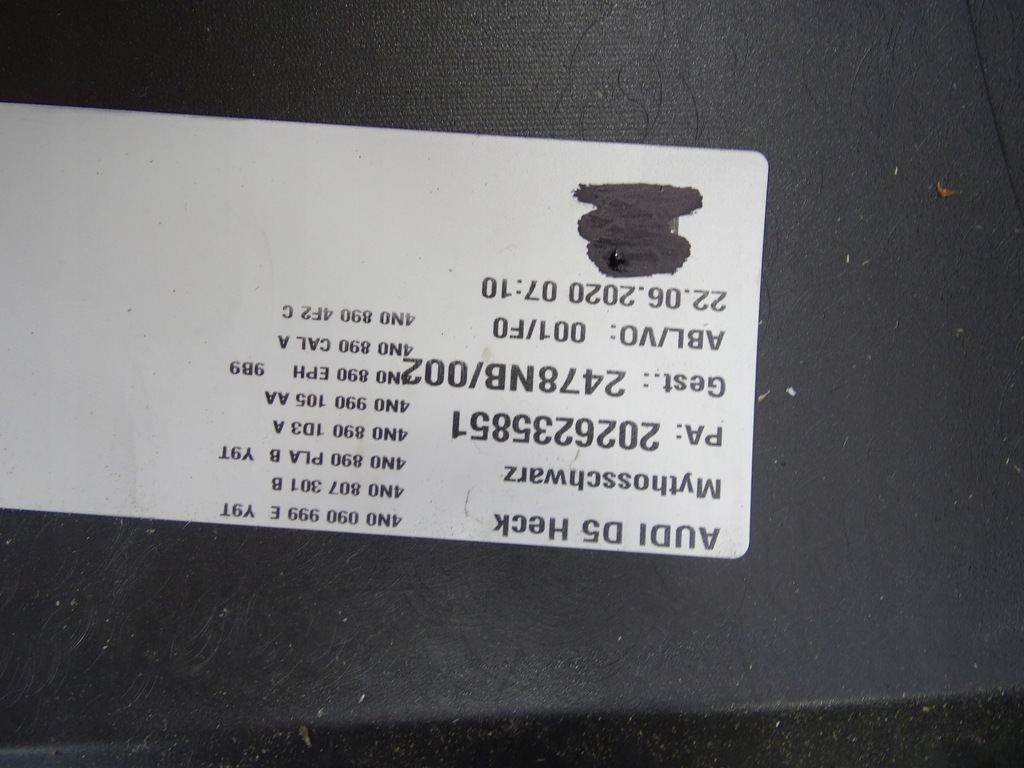 AUDI D5 Heck
Mythosschwarz
PA: 2026235851
Gest.: 2478NB/002
ABL/VO: 001/F0
22.06.2020 07:10
4N0 090 999 E Y9T
4N0 807 301 B
4N0 890 PLA B Y9T
4N0 890 1D3 A
4N0 990 105 AA
4N0 890 EPH 9B9
4N0 890 CAL A
4N0 890 4F2 C